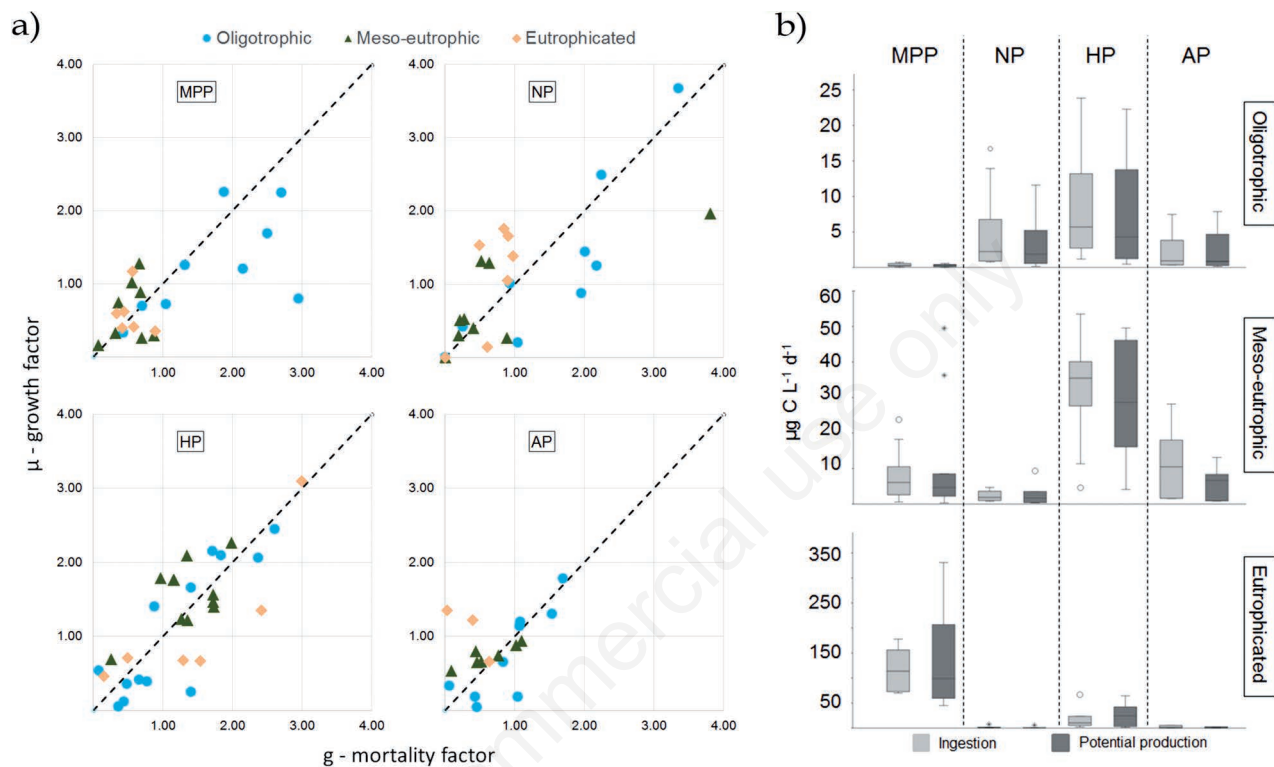 a)
Oligotrophic Meso-eutrophic Eutrophicated
4.00 4.00
MPP NP
3.00 3.00
2.00 2.00
1.00 1.00
1.00 2.00 3.00 4.00 1.00 2.00 3.00 4.00
4.00 4.00
HP AP
3.00 3.00
2.00 2.00
1.00 1.00
1.00 2.00 3.00 4.00 1.00 2.00 3.00 4.00
μ - growth factor
g - mortality factor
b)
MPP NP HP AP
25
20
15
10
5
Oligotrophic
60
50
40
30
20
10
Meso-eutrophic
µg C L-1 d-1
350
250
150
50
Eutrophicated
Ingestion Potential production
mmercial use only